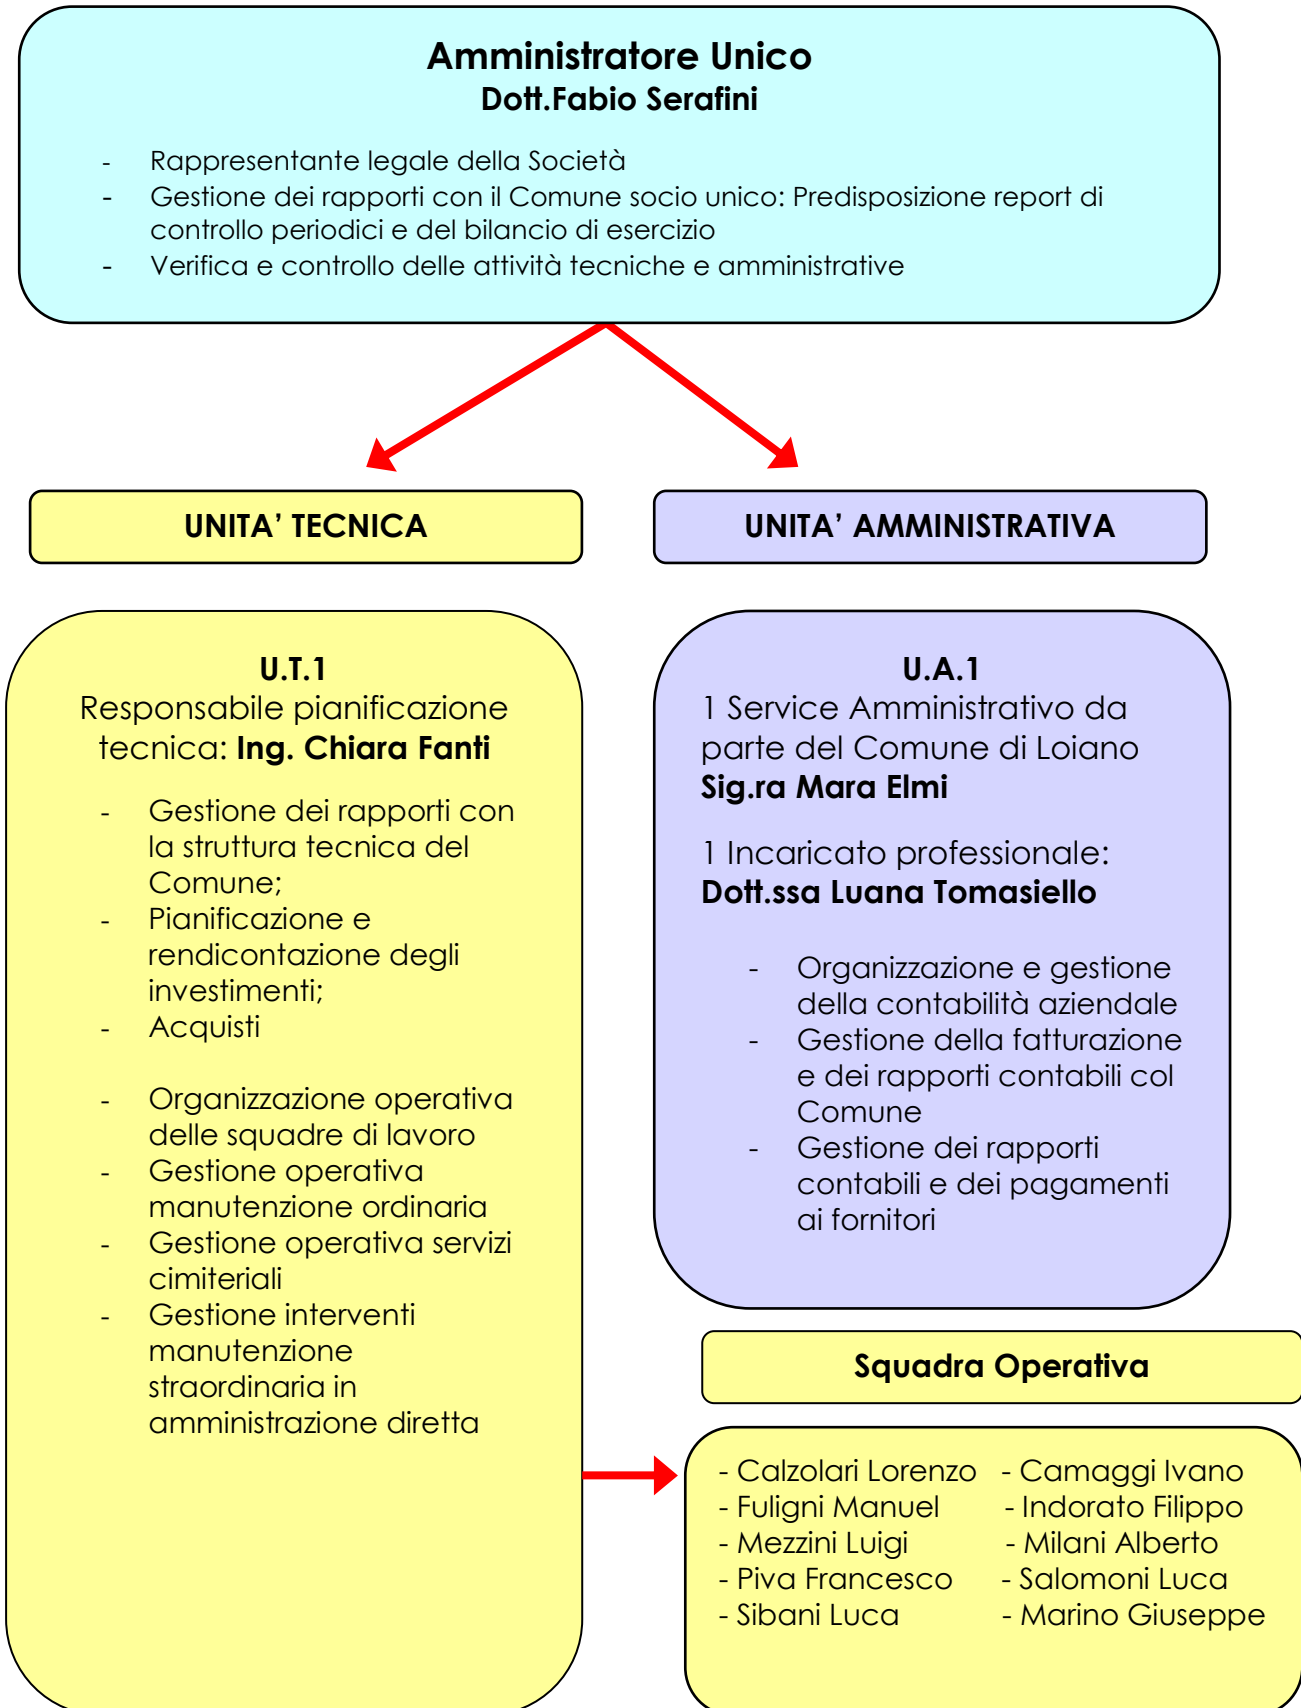 Amministratore Unico
Dott.Fabio Serafini
- Rappresentante legale della Società
- Gestione dei rapporti con il Comune socio unico: Predisposizione report di
controllo periodici e del bilancio di esercizio
- Verifica e controllo delle attività tecniche e amministrative
UNITA’ TECNICA
UNITA’ AMMINISTRATIVA
U.T.1
Responsabile pianificazione
tecnica: Ing. Chiara Fanti
- Gestione dei rapporti con
la struttura tecnica del
Comune;
- Pianificazione e
rendicontazione degli
investimenti;
- Acquisti
- Organizzazione operativa
delle squadre di lavoro
- Gestione operativa
manutenzione ordinaria
- Gestione operativa servizi
cimiteriali
- Gestione interventi
manutenzione
straordinaria in
amministrazione diretta
U.A.1
1 Service Amministrativo da
parte del Comune di Loiano
Sig.ra Mara Elmi
1 Incaricato professionale:
Dott.ssa Luana Tomasiello
- Organizzazione e gestione
della contabilità aziendale
- Gestione della fatturazione
e dei rapporti contabili col
Comune
- Gestione dei rapporti
contabili e dei pagamenti
ai fornitori
Squadra Operativa
- Calzolari Lorenzo - Camaggi Ivano
- Fuligni Manuel - Indorato Filippo
- Mezzini Luigi - Milani Alberto
- Piva Francesco - Salomoni Luca
- Sibani Luca - Marino Giuseppe